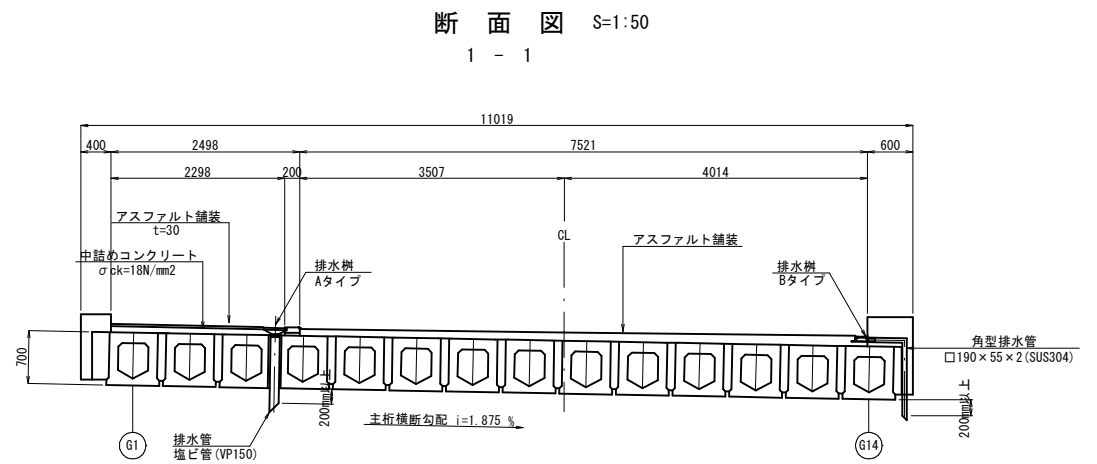 断 面 図 S=1:50
1 - 1
11019
400 2498 7521 600
2298 200 3507 4014
アスファルト舗装
t=30
中詰めコンクリート
σck=18N/mm2
排水桝
Aタイプ
CL
アスファルト舗装
排水桝
Bタイプ
700
角型排水管
□190×55×2(SUS304)
200mm以上
200mm以上
主桁横断勾配 i=1.875 %
G1
排水管
塩ビ管(VP150)
G14